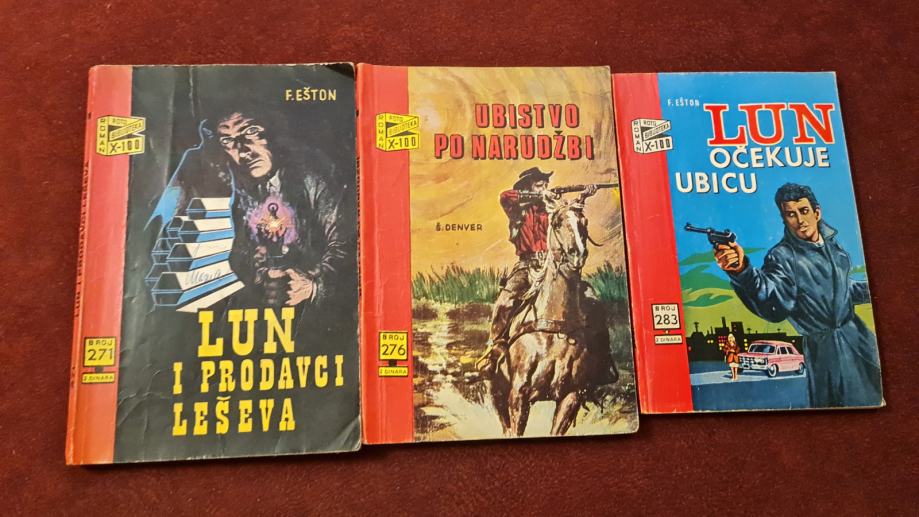 F. EŠTON
ROMAN
ROTO
BIBLIOTEKA
X-100
LUN
I PRODAVCI
LEŠEVA
BROJ
271
2 DINARA
UBISTVO
PO NARUDŽBI
ROMAN
ROTO
BIBLIOTEKA
X-100
Š. DENVER
BROJ
276
2 DINARA
F. EŠTON
LUN
OČEKUJE
UBICU
ROMAN
ROTO
BIBLIOTEKA
X-100
BROJ
283
2 DINARA